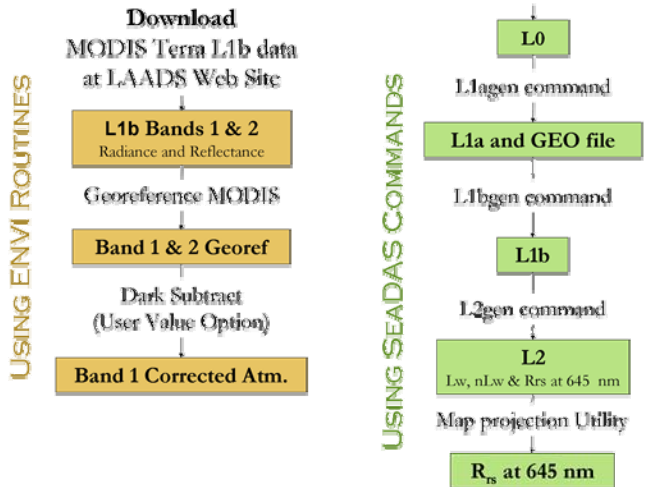 USING ENVI ROUTINES
Download
MODIS Terra L1b data
at LAADS Web Site
L1b Bands 1 & 2
Radiance and Reflectance
Georeference MODIS
Band 1 & 2 Georef
Dark Subtract
(User Value Option)
Band 1 Corrected Atm.
USING SEADAS COMMANDS
L0
L1agen command
L1a and GEO file
L1bgen command
L1b
L2gen command
L2
Lw, nLw & Rrs at 645 nm
Map projection Utility
Rrs at 645 nm